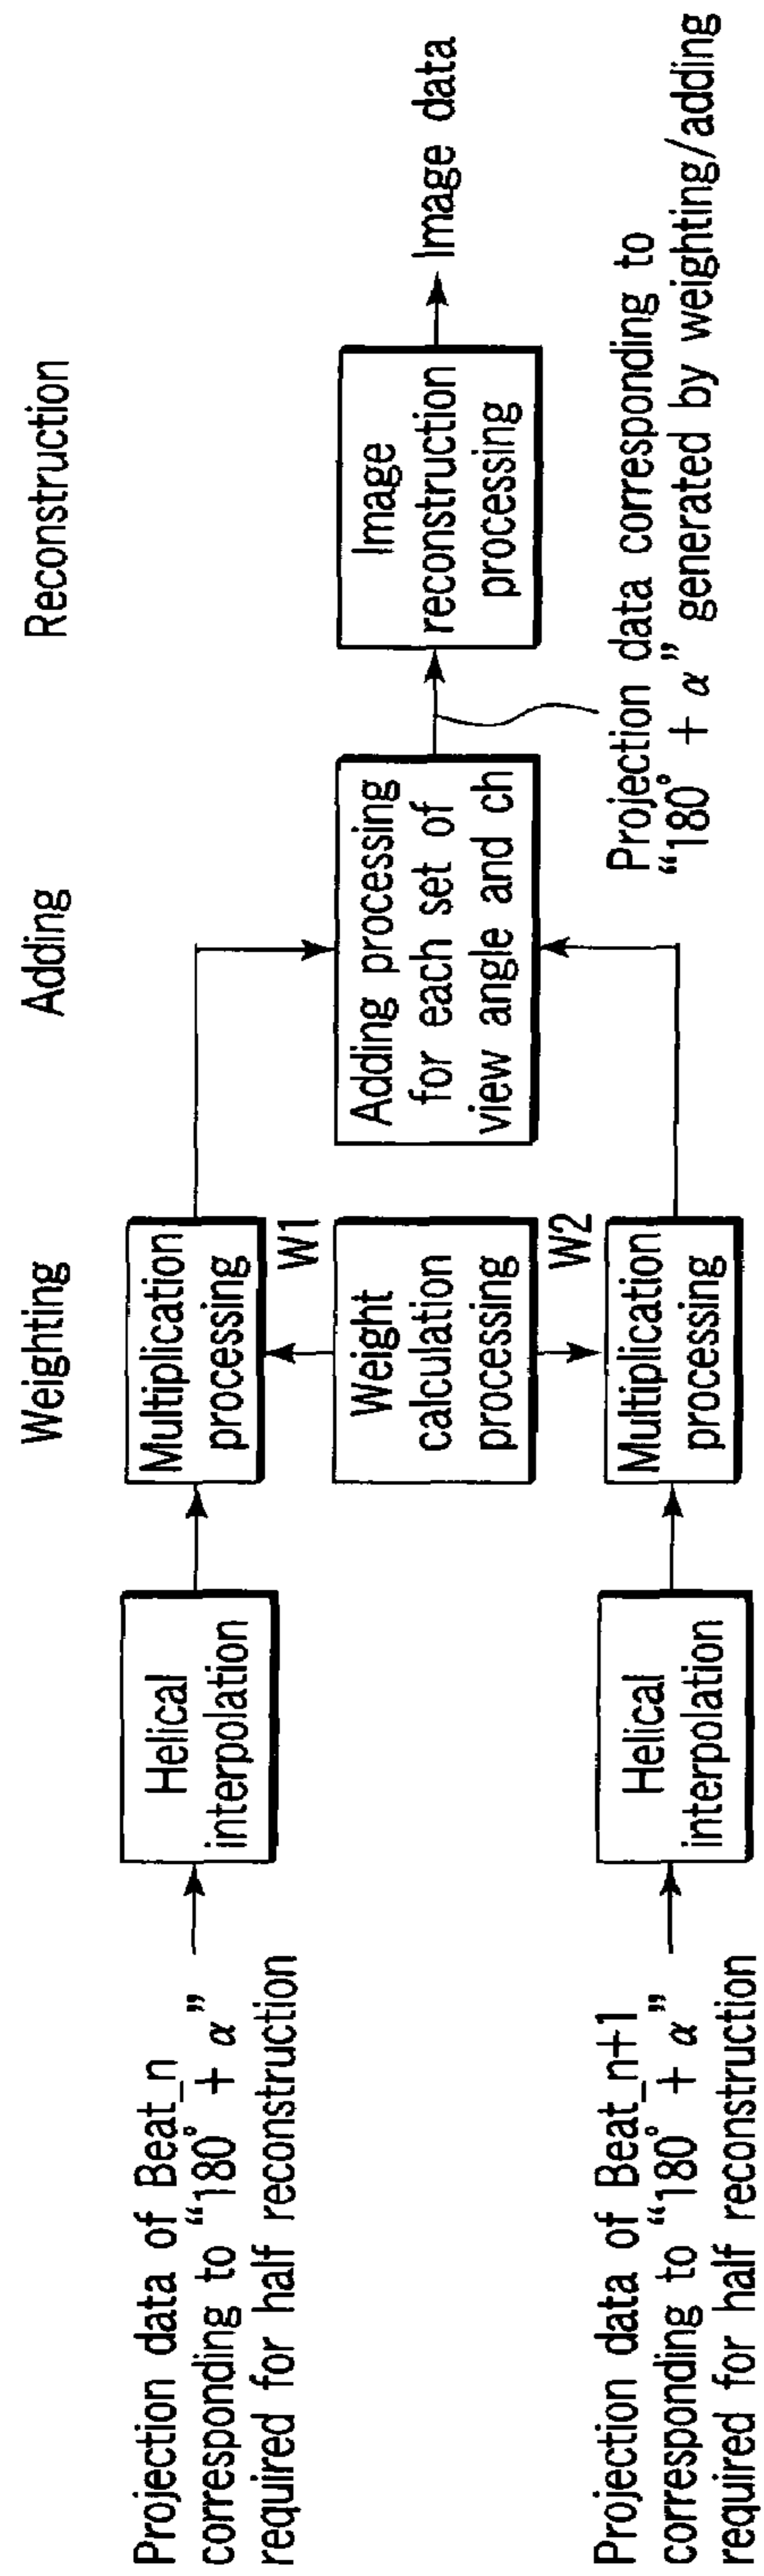 Weighting
Adding
Reconstruction
Projection data of Beat_n
corresponding to “180° + α”
required for half reconstruction
Helical
interpolation
Multiplication
processing
W1
Weight
calculation
processing
W2
Projection data of Beat_n+1
corresponding to “180° + α”
required for half reconstruction
Helical
interpolation
Multiplication
processing
Adding processing
for each set of
view angle and ch
Image
reconstruction
processing
Image data
Projection data corresponding to
“180° + α” generated by weighting/adding